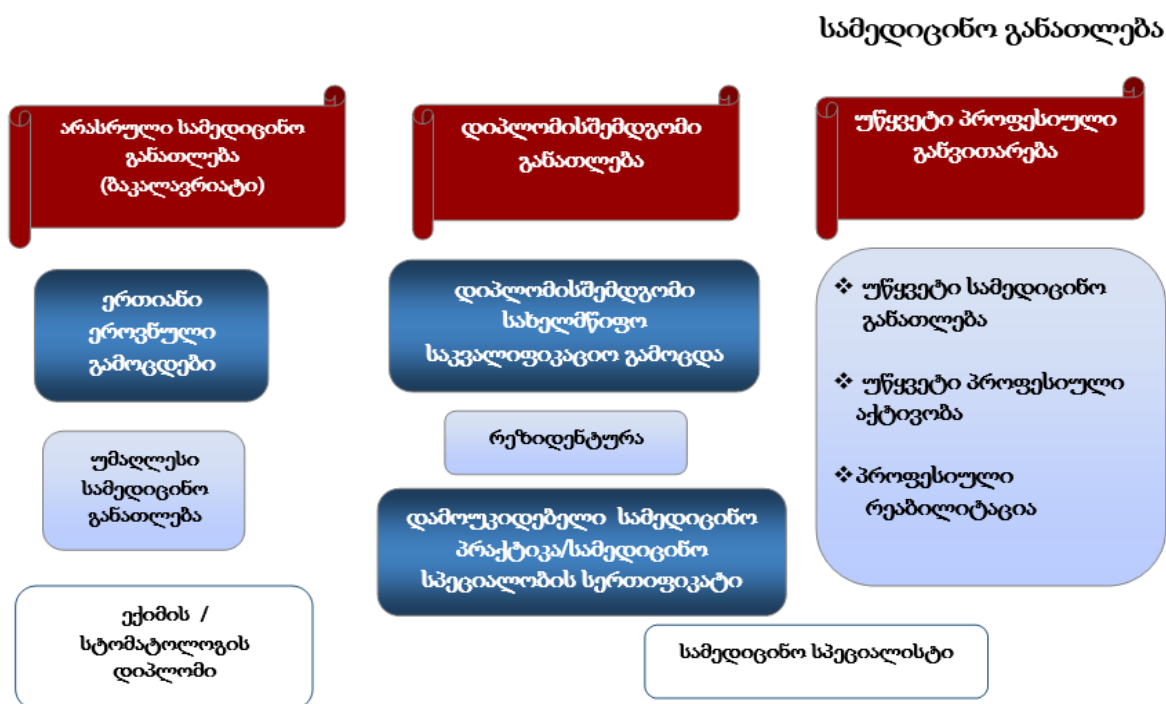 სამედიცინო განათლება
არასრული სამედიცინო
განათლება
(ბაკალავრიატი)
ერთიანი
ეროვნული
გამოცდები
უმაღლესი
სამედიცინო
განათლება
ექიმის /
სტომატოლოგის
დიპლომი
დიპლომისშემდგომი
განათლება
დიპლომისშემდგომი
სახელმწიფო
საკვალიფიკაციო გამოცდა
რეზიდენტურა
დამოუკიდებელი სამედიცინო
პრაქტიკა/სამედიცინო
სპეციალობის სერთიფიკატი
სამედიცინო სპეციალისტი
უწყვეტი პროფესიული
განვითარება
❖ უწყვეტი სამედიცინო
განათლება
❖ უწყვეტი პროფესიული
აქტივობა
❖ პროფესიული
რეაბილიტაცია